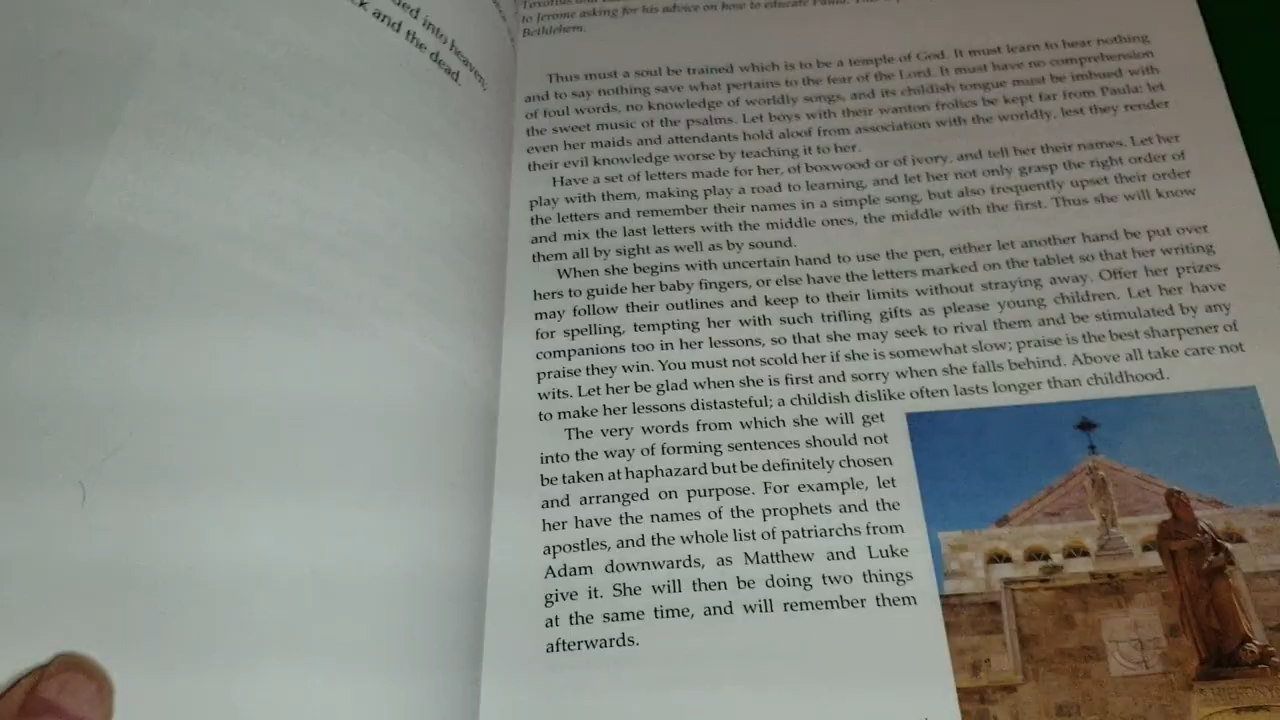 ded into heaven,
k and the dead.
to Jerome asking for his advice on how to educate Paula.
Bethlehem.
Thus must a soul be trained which is to be a temple of God. It must learn to hear nothing
and to say nothing save what pertains to the fear of the Lord. It must have no comprehension
of foul words, no knowledge of worldly songs, and its childish tongue must be imbued with
the sweet music of the psalms. Let boys with their wanton frolics be kept far from Paula: let
even her maids and attendants hold aloof from association with the worldly, lest they render
their evil knowledge worse by teaching it to her.
Have a set of letters made for her, of boxwood or of ivory, and tell her their names. Let her
play with them, making play a road to learning, and let her not only grasp the right order of
the letters and remember their names in a simple song, but also frequently upset their order
and mix the last letters with the middle ones, the middle with the first. Thus she will know
them all by sight as well as by sound.
When she begins with uncertain hand to use the pen, either let another hand be put over
hers to guide her baby fingers, or else have the letters marked on the tablet so that her writing
may follow their outlines and keep to their limits without straying away. Offer her prizes
for spelling, tempting her with such trifling gifts as please young children. Let her have
companions too in her lessons, so that she may seek to rival them and be stimulated by any
praise they win. You must not scold her if she is somewhat slow; praise is the best sharpener of
wits. Let her be glad when she is first and sorry when she falls behind. Above all take care not
to make her lessons distasteful; a childish dislike often lasts longer than childhood.
The very words from which she will get
into the way of forming sentences should not
be taken at haphazard but be definitely chosen
and arranged on purpose. For example, let
her have the names of the prophets and the
apostles, and the whole list of patriarchs from
Adam downwards, as Matthew and Luke
give it. She will then be doing two things
at the same time, and will remember them
afterwards.